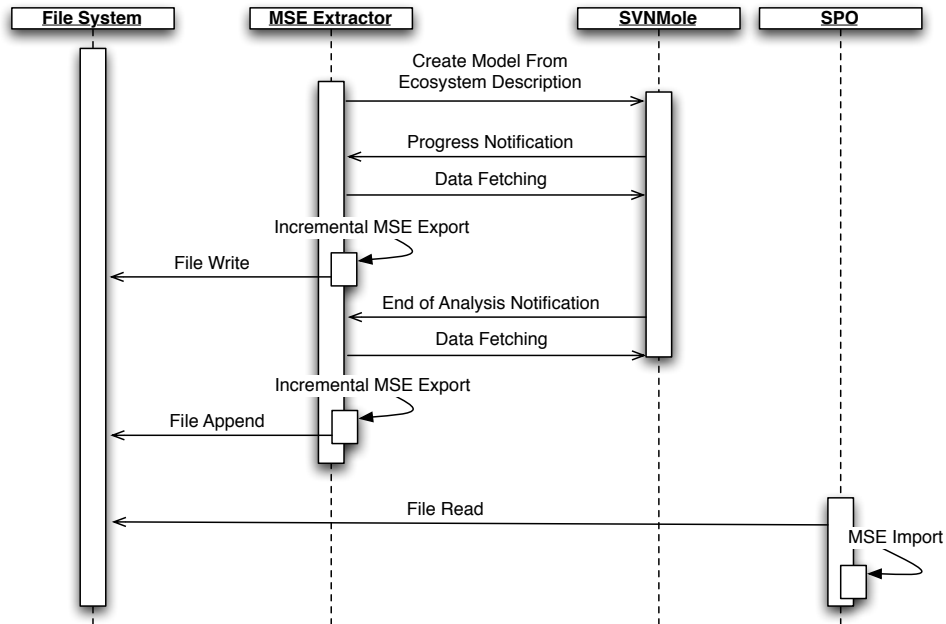 File System
MSE Extractor
SVNMole
SPO
Create Model From
Ecosystem Description
Progress Notification
Data Fetching
Incremental MSE Export
File Write
End of Analysis Notification
Data Fetching
Incremental MSE Export
File Append
File Read
MSE Import